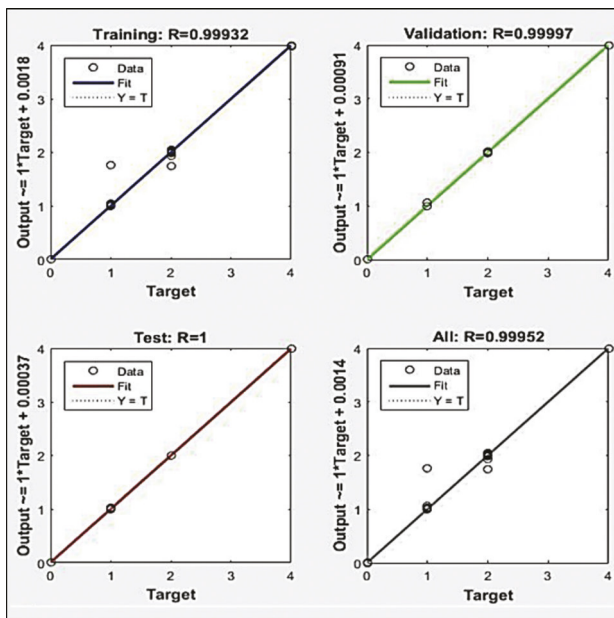 Training: R=0.99932
Output ~= 1*Target + 0.0018
Data
Fit
Y = T
4
3
2
1
0
0 1 2 3 4
Target
Validation: R=0.99997
Output ~= 1*Target + 0.00091
Data
Fit
Y = T
4
3
2
1
0
0 1 2 3 4
Target
Test: R=1
Output ~= 1*Target + 0.00037
Data
Fit
Y = T
4
3
2
1
0
0 1 2 3 4
Target
All: R=0.99952
Output ~= 1*Target + 0.0014
Data
Fit
Y = T
4
3
2
1
0
0 1 2 3 4
Target